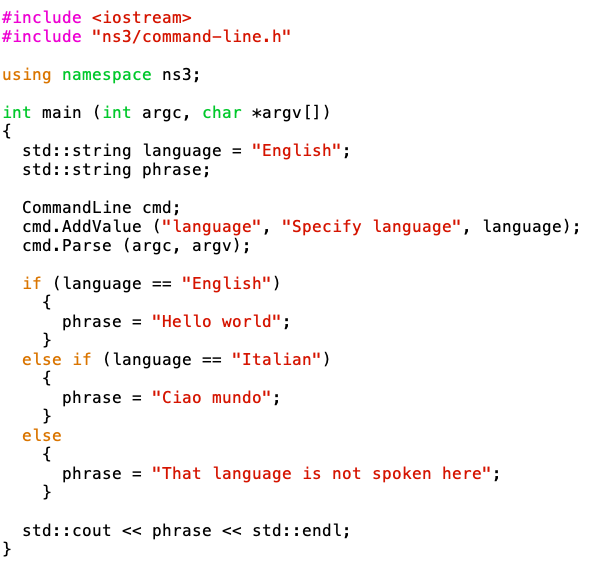 #include <iostream>
#include "ns3/command-line.h"

using namespace ns3;

int main (int argc, char *argv[])
{
  std::string language = "English";
  std::string phrase;

  CommandLine cmd;
  cmd.AddValue ("language", "Specify language", language);
  cmd.Parse (argc, argv);

  if (language == "English")
    {
      phrase = "Hello world";
    }
  else if (language == "Italian")
    {
      phrase = "Ciao mundo";
    }
  else
    {
      phrase = "That language is not spoken here";
    }

  std::cout << phrase << std::endl;
}